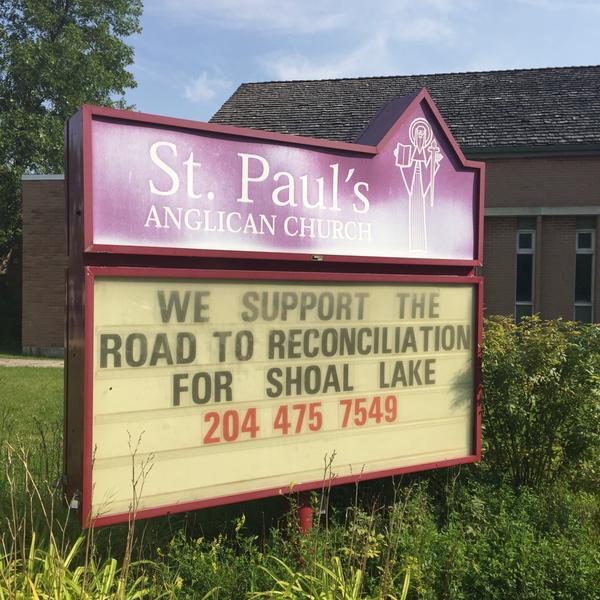 St. Paul's
ANGLICAN CHURCH
WE SUPPORT THE
ROAD TO RECONCILIATION
FOR SHOAL LAKE
204 475 7549